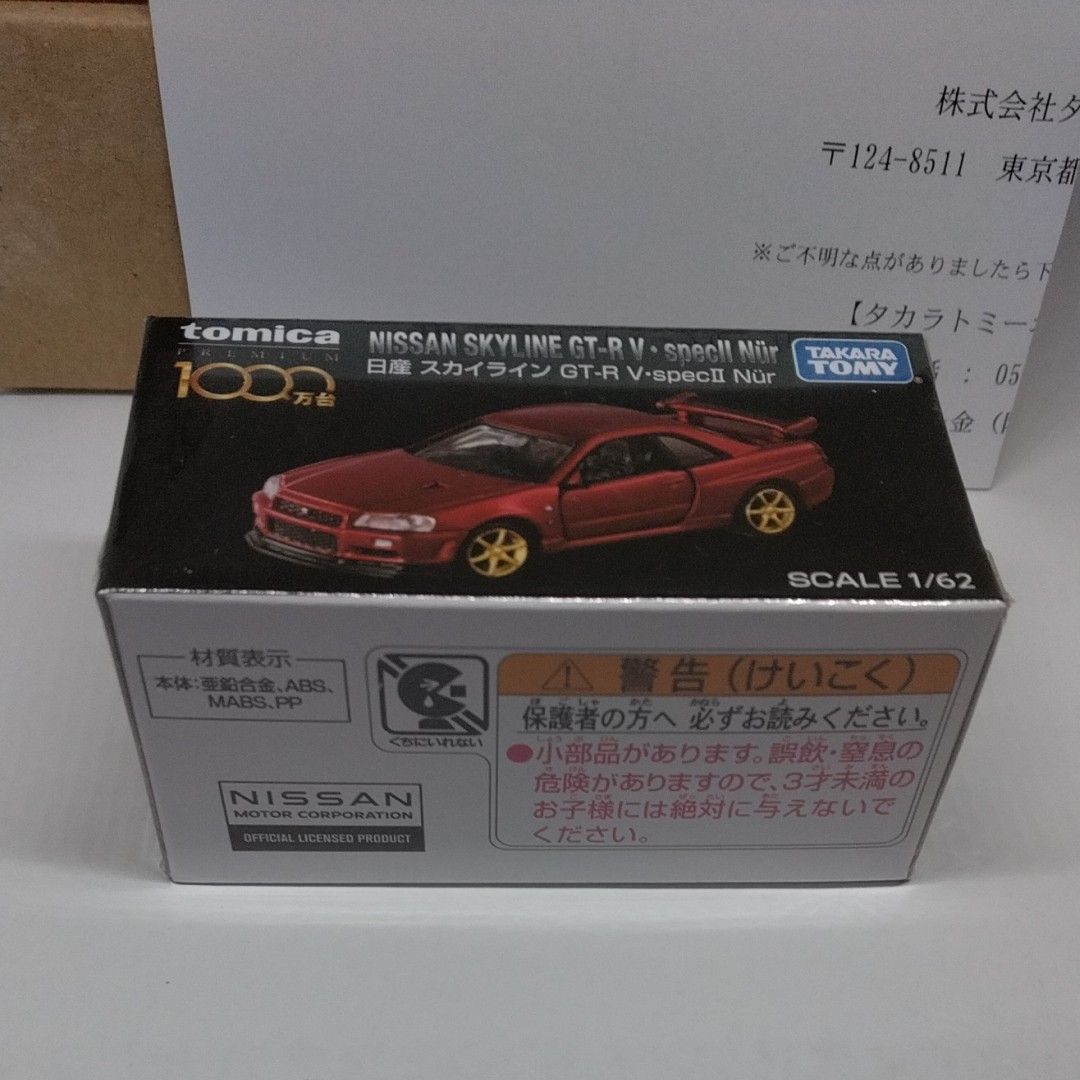 株式会社タ
〒124-8511 東京都
※ご不明な点がありましたら下
【タカラトミー
: 05
金
tomica
PREMIUM
1000万台
NISSAN SKYLINE GT-R V・specII Nür
日産 スカイライン GT-R V・specII Nür
TAKARA
TOMY
SCALE 1/62
材質表示
本体:亜鉛合金、ABS、
MABS、PP
くちにいれない
警告(けいこく)
保護者の方へ 必ずお読みください。
●小部品があります。誤飲・窒息の
危険がありますので、3才未満の
お子様には絶対に与えないで
ください。
NISSAN
MOTOR CORPORATION
OFFICIAL LICENSED PRODUCT